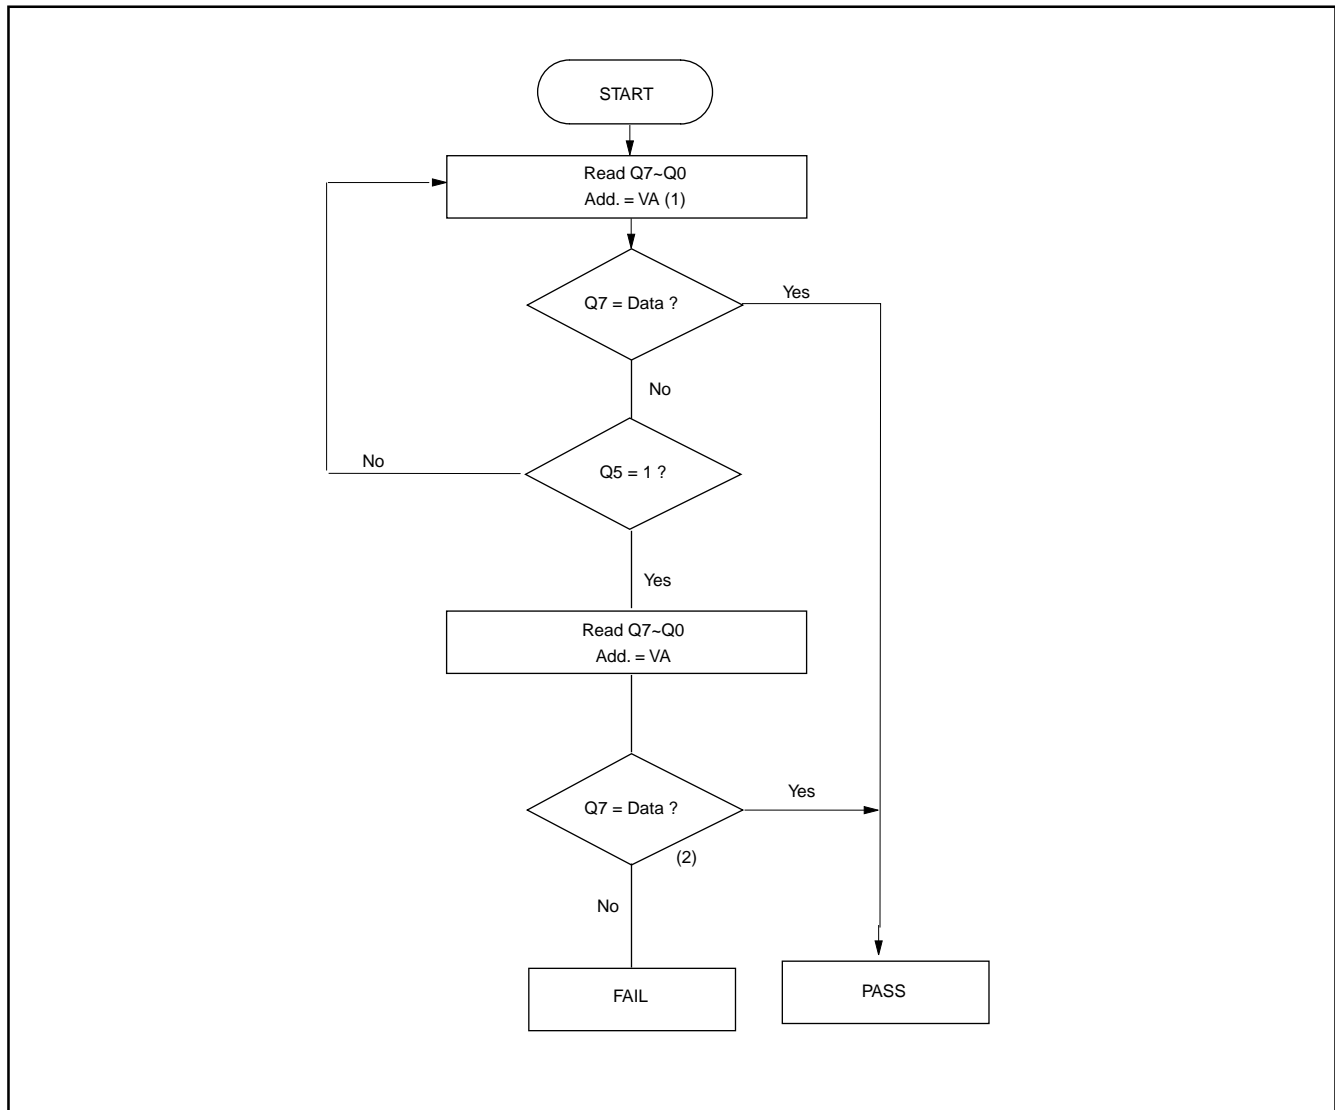 START
Read Q7~Q0
Add. = VA (1)
Q7 = Data ?
Yes
No
Q5 = 1 ?
No
Yes
Read Q7~Q0
Add. = VA
Q7 = Data ?
Yes
(2)
No
FAIL
PASS